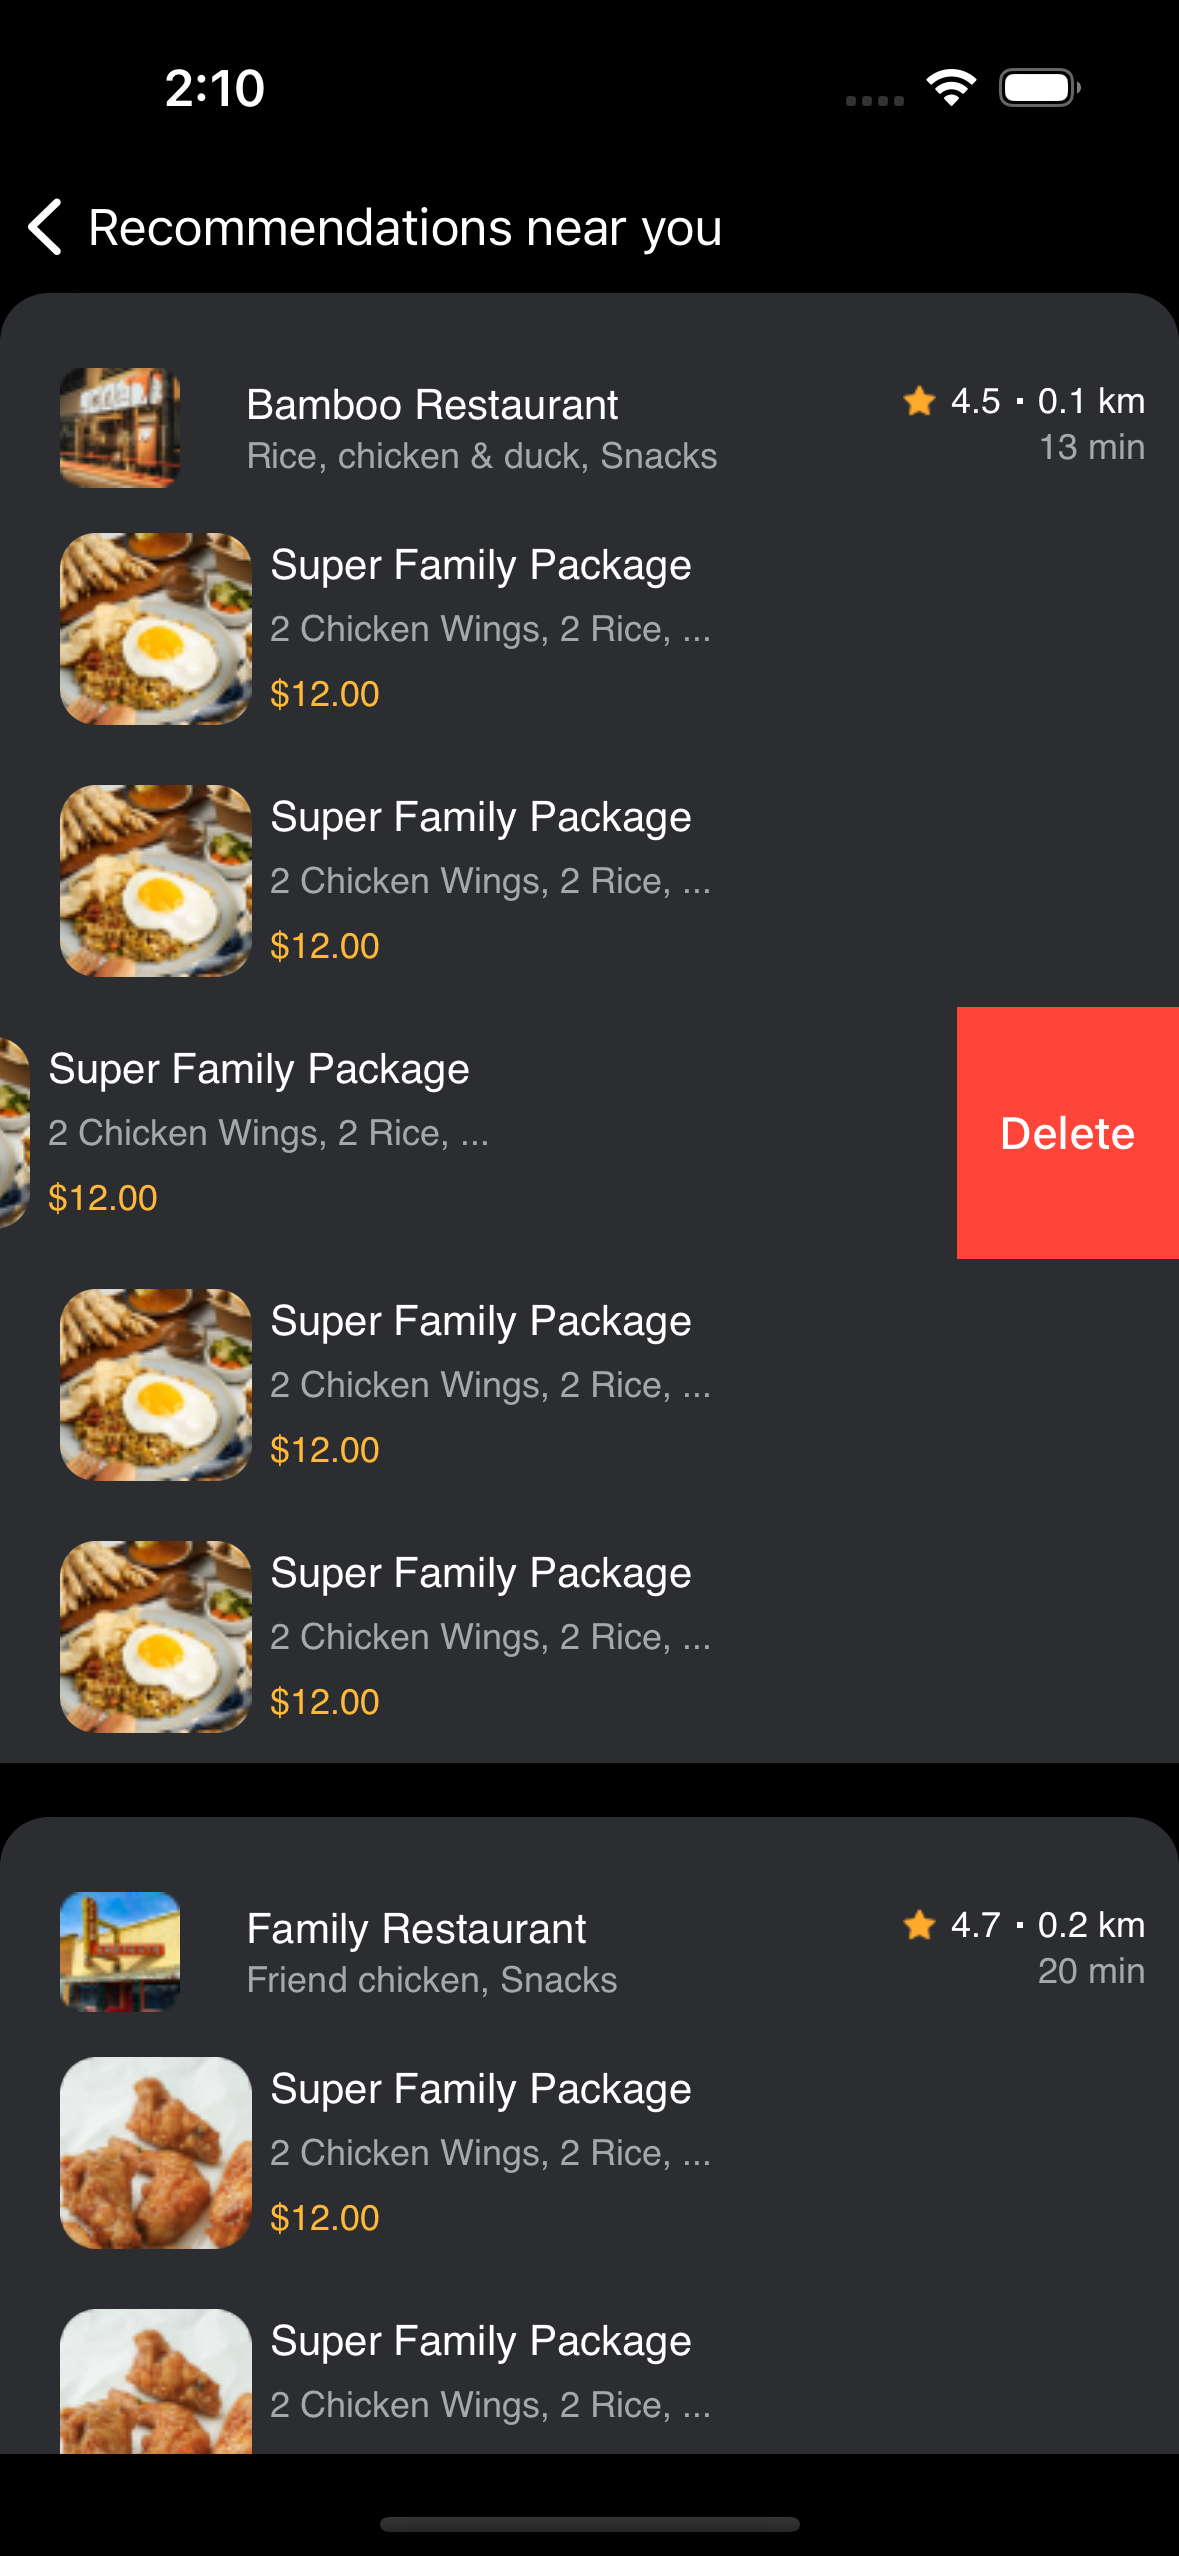 2:10
Recommendations near you
Bamboo Restaurant
4.5 · 0.1 km
Rice, chicken & duck, Snacks
13 min
Super Family Package
2 Chicken Wings, 2 Rice, ...
$12.00
Super Family Package
2 Chicken Wings, 2 Rice, ...
$12.00
Super Family Package
2 Chicken Wings, 2 Rice, ...
$12.00
Delete
Super Family Package
2 Chicken Wings, 2 Rice, ...
$12.00
Super Family Package
2 Chicken Wings, 2 Rice, ...
$12.00
Family Restaurant
4.7 · 0.2 km
Friend chicken, Snacks
20 min
Super Family Package
2 Chicken Wings, 2 Rice, ...
$12.00
Super Family Package
2 Chicken Wings, 2 Rice, ...